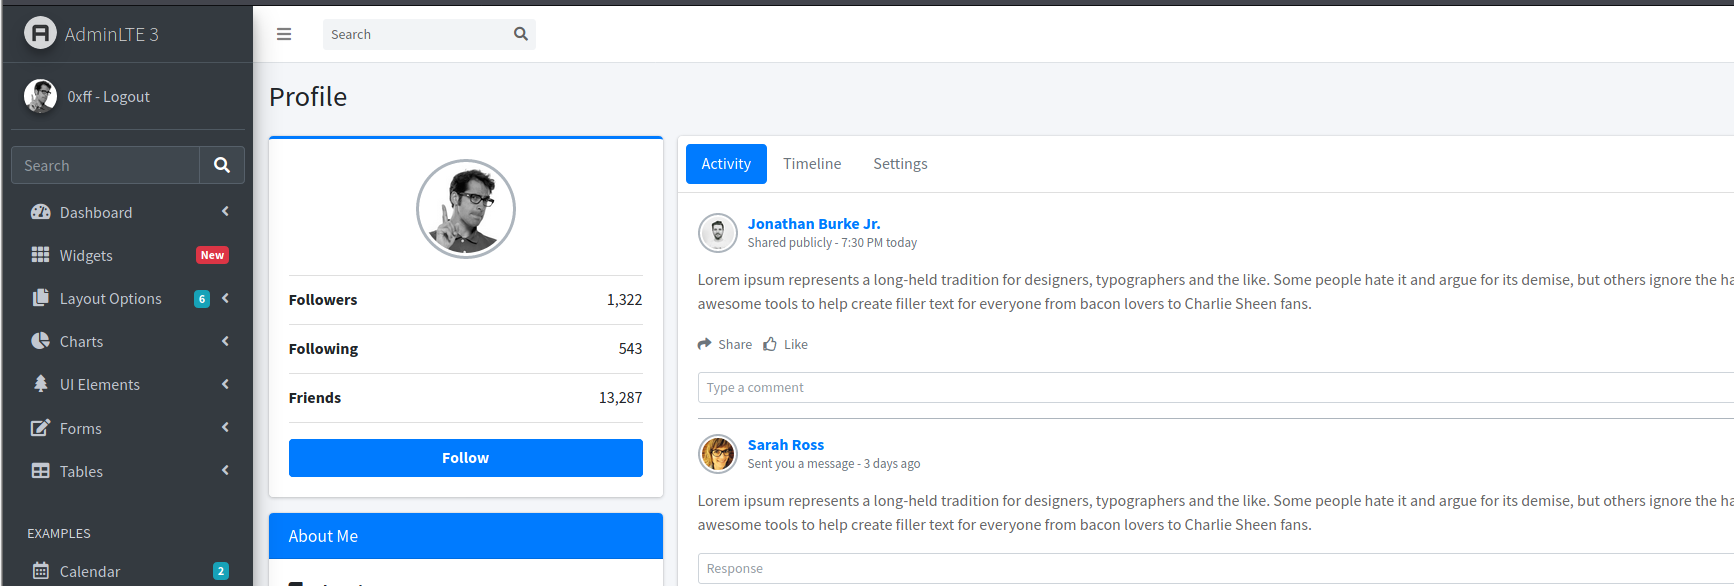 AdminLTE 3
0xff - Logout
Search
Dashboard
Widgets New
Layout Options 6
Charts
UI Elements
Forms
Tables
EXAMPLES
Calendar 2
Search
Profile
Followers 1,322
Following 543
Friends 13,287
Follow
About Me
Activity Timeline Settings
Jonathan Burke Jr.
Shared publicly - 7:30 PM today
Lorem ipsum represents a long-held tradition for designers, typographers and the like. Some people hate it and argue for its demise, but others ignore the
awesome tools to help create filler text for everyone from bacon lovers to Charlie Sheen fans.
Share Like
Type a comment
Sarah Ross
Sent you a message - 3 days ago
Lorem ipsum represents a long-held tradition for designers, typographers and the like. Some people hate it and argue for its demise, but others ignore the
awesome tools to help create filler text for everyone from bacon lovers to Charlie Sheen fans.
Response